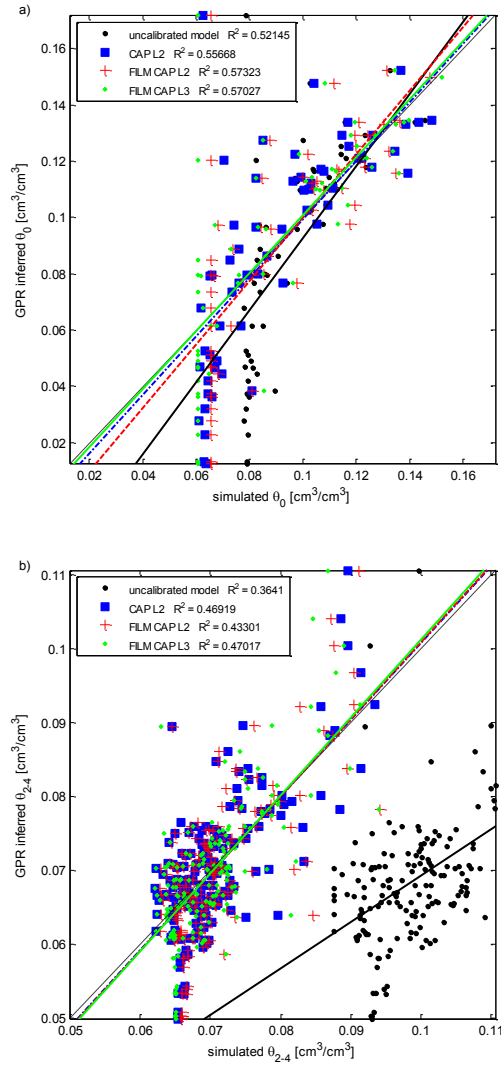 a)
uncalibrated model R² = 0.52145
CAP L2 R² = 0.55668
FILM CAP L2 R² = 0.57323
FILM CAP L3 R² = 0.57027
GPR inferred θ₀ [cm³/cm³]
0.16
0.14
0.12
0.1
0.08
0.06
0.04
0.02
0.02 0.04 0.06 0.08 0.1 0.12 0.14 0.16
simulated θ₀ [cm³/cm³]
b)
uncalibrated model R² = 0.3641
CAP L2 R² = 0.46919
FILM CAP L2 R² = 0.43301
FILM CAP L3 R² = 0.47017
GPR inferred θ₂₋₄ [cm³/cm³]
0.11
0.1
0.09
0.08
0.07
0.06
0.05
0.05 0.06 0.07 0.08 0.09 0.1 0.11
simulated θ₂₋₄ [cm³/cm³]